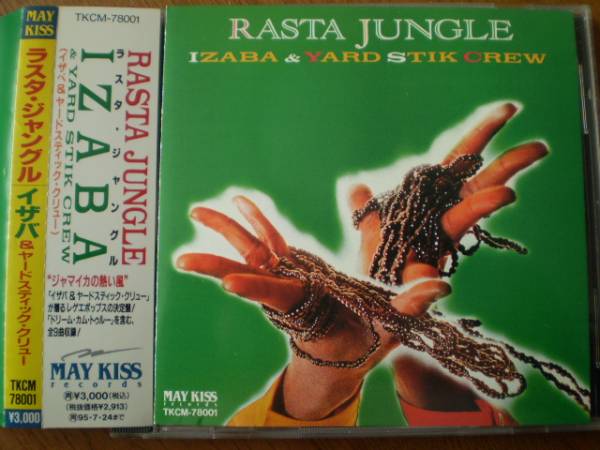 MAY
KISS
ラスタ・ジャングル イザバ&ヤードスティック・クリュー
TKCM
78001
¥3,000
TKCM-78001
RASTA JUNGLE
ラスタ・ジャングル
IZABA
& YARD STIK CREW
(イザバ&ヤードスティック・クリュー)
"ジャマイカの熱い風"
「イザバ&ヤードスティック・クリュー」
が贈るレゲエポップスの決定盤!
「ドリーム・カム・トゥルー」を含む、
全9曲収録!
MAY KISS
records
¥3,000(税込)
(税抜価格¥2,913)
95・7・24まで
RASTA JUNGLE
IZABA & YARD STIK CREW
MAY KISS
records
TKCM-78001